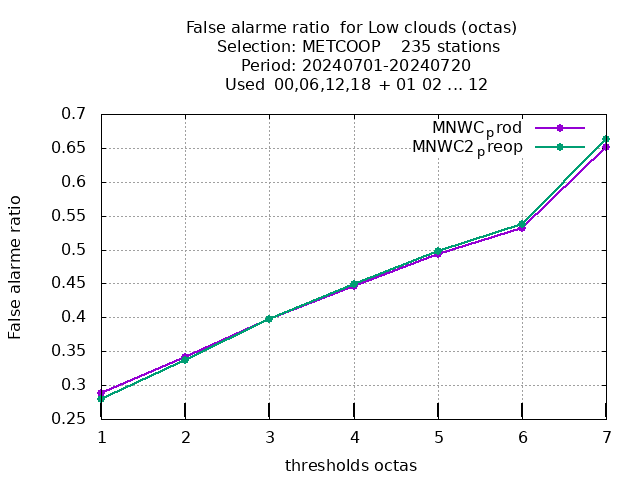 False alarme ratio  for Low clouds (octas)
Selection: METCOOP    235 stations
Period: 20240701-20240720
Used  00,06,12,18 + 01 02 ... 12
MNWCprod
MNWC2preop
0.7
0.65
0.6
0.55
0.5
0.45
0.4
0.35
0.3
0.25
False alarme ratio
1 2 3 4 5 6 7
thresholds octas